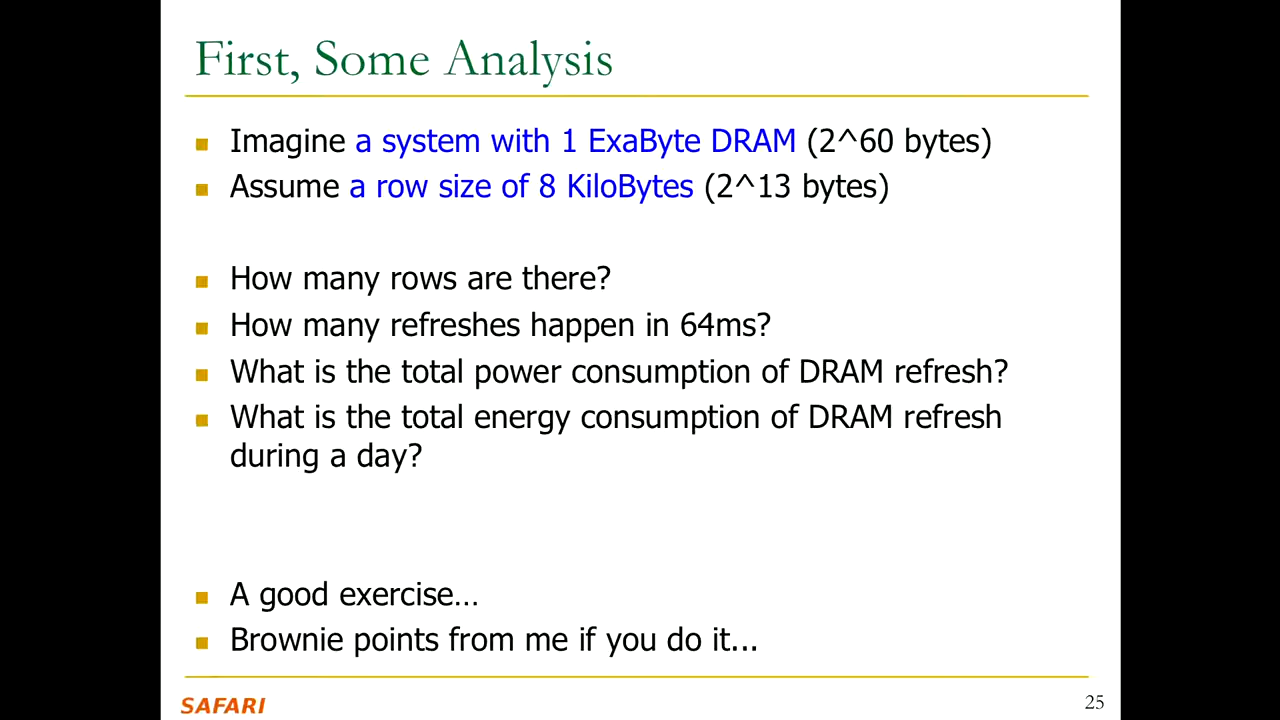 First, Some Analysis
Imagine a system with 1 ExaByte DRAM (2^60 bytes)
Assume a row size of 8 KiloBytes (2^13 bytes)
How many rows are there?
How many refreshes happen in 64ms?
What is the total power consumption of DRAM refresh?
What is the total energy consumption of DRAM refresh
during a day?
A good exercise…
Brownie points from me if you do it...
SAFARI
25